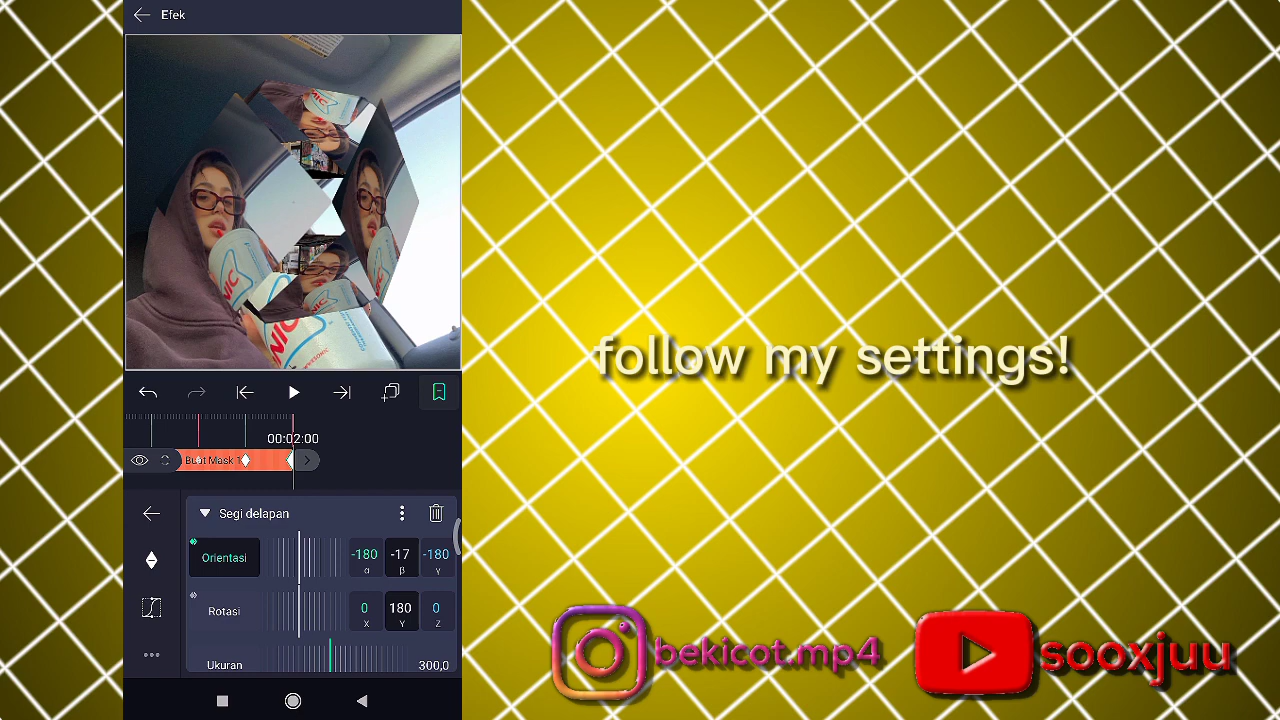 Efek
00:02:00
Buat Mask 1
Segi delapan
Orientasi
-180 -17 -180
α β γ
Rotasi
0 180 0
X Y Z
Ukuran
300,0
follow my settings!
bekicot.mp4
sooxjuu